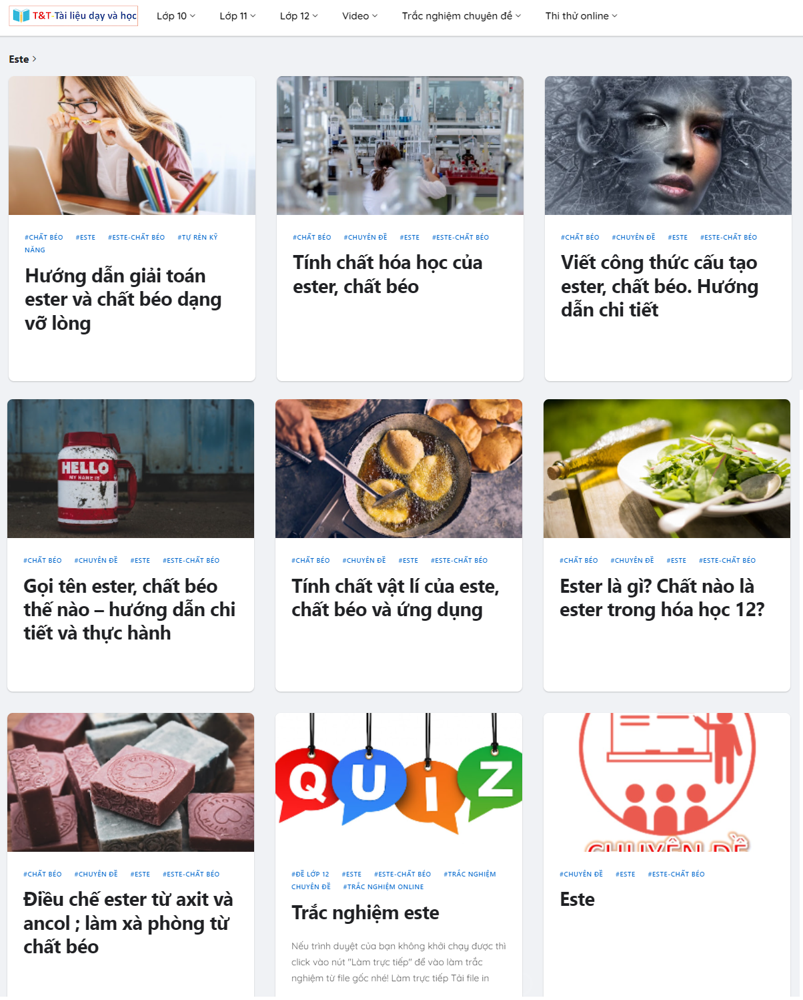 T&T-Tài liệu dạy và học
Lớp 10
Lớp 11
Lớp 12
Video
Trắc nghiệm chuyên đề
Thi thử online
Este
#CHẤT BÉO #ESTE #ESTE-CHẤT BÉO #TỰ RÈN KỸ
NĂNG
Hướng dẫn giải toán
ester và chất béo dạng
vỡ lòng
#CHẤT BÉO #CHUYÊN ĐỀ #ESTE #ESTE-CHẤT BÉO
Tính chất hóa học của
ester, chất béo
#CHẤT BÉO #CHUYÊN ĐỀ #ESTE #ESTE-CHẤT BÉO
Viết công thức cấu tạo
ester, chất béo. Hướng
dẫn chi tiết
HELLO
MY NAME IS
#CHẤT BÉO #CHUYÊN ĐỀ #ESTE #ESTE-CHẤT BÉO
Gọi tên ester, chất béo
thế nào – hướng dẫn chi
tiết và thực hành
#CHẤT BÉO #CHUYÊN ĐỀ #ESTE #ESTE-CHẤT BÉO
Tính chất vật lí của este,
chất béo và ứng dụng
#CHẤT BÉO #CHUYÊN ĐỀ #ESTE #ESTE-CHẤT BÉO
Ester là gì? Chất nào là
ester trong hóa học 12?
#CHẤT BÉO #CHUYÊN ĐỀ #ESTE #ESTE-CHẤT BÉO
Điều chế ester từ axit và
ancol ; làm xà phòng từ
chất béo
QUIZ
#ĐỀ LỚP 12 #ESTE #ESTE-CHẤT BÉO #TRẮC NGHIỆM
CHUYÊN ĐỀ #TRẮC NGHIỆM ONLINE
Trắc nghiệm este
Nếu trình duyệt của bạn không khởi chạy được thì
click vào nút "Làm trực tiếp" để vào làm trắc
nghiệm từ file gốc nhé! Làm trực tiếp Tải file in
CHUYÊN ĐỀ
#CHUYÊN ĐỀ #ESTE #ESTE-CHẤT BÉO
Este